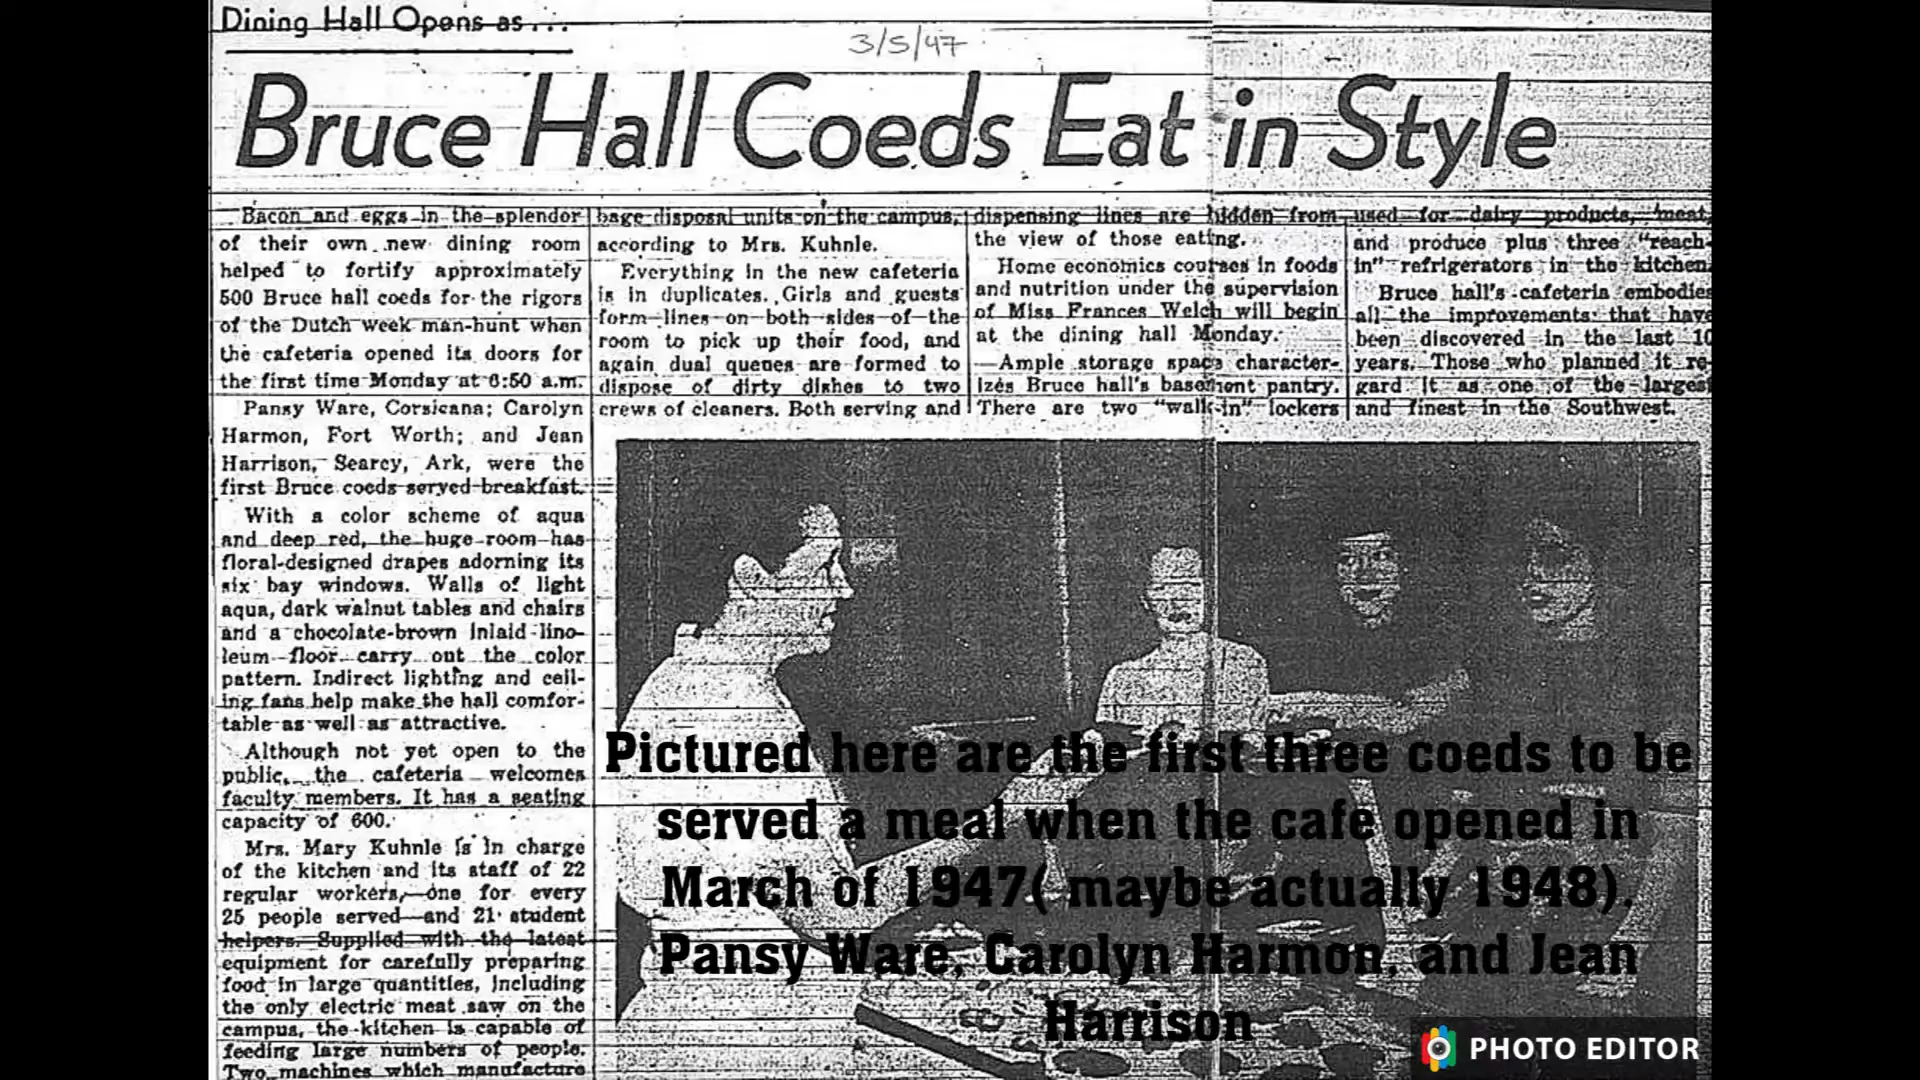 Dining Hall Opens as...
3/5/47
Bruce Hall Coeds Eat in Style
Bacon and eggs in the splendor
of their own new dining room
helped to fortify approximately
500 Bruce hall coeds for the rigors
of the Dutch week man-hunt when
the cafeteria opened its doors for
the first time Monday at 6:50 a.m.
Pansy Ware, Corsicana; Carolyn
Harmon, Fort Worth; and Jean
Harrison, Searcy, Ark, were the
first Bruce coeds served breakfast.
With a color scheme of aqua
and deep red, the huge room has
floral-designed drapes adorning its
six bay windows. Walls of light
aqua, dark walnut tables and chairs
and a chocolate-brown inlaid lino-
leum floor carry out the color
pattern. Indirect lighting and ceil-
ing fans help make the hall comfor-
table as well as attractive.
Although not yet open to the
public, the cafeteria welcomes
faculty members. It has a seating
capacity of 600.
Mrs. Mary Kuhnle is in charge
of the kitchen and its staff of 22
regular workers,—one for every
25 people served—and 21 student
helpers. Supplied with the latest
equipment for carefully preparing
food in large quantities, including
the only electric meat saw on the
campus, the kitchen is capable of
feeding large numbers of people.
Two machines which manufacture
bage disposal units on the campus,
according to Mrs. Kuhnle.
Everything in the new cafeteria
is in duplicates. Girls and guests
form lines on both sides of the
room to pick up their food, and
again dual queues are formed to
dispose of dirty dishes to two
crews of cleaners. Both serving and
dispensing lines are hidden from
the view of those eating.
Home economics courses in foods
and nutrition under the supervision
of Miss Frances Welch will begin
at the dining hall Monday.
Ample storage space character-
izes Bruce hall's basement pantry.
There are two "walk-in" lockers
used for dairy products, meat,
and produce plus three "reach-
in" refrigerators in the kitchen.
Bruce hall's cafeteria embodies
all the improvements that have
been discovered in the last 10
years. Those who planned it re-
gard it as one of the largest
and finest in the Southwest.
Pictured here are the first three coeds to be
served a meal when the cafe opened in
March of 1947( maybe actually 1948).
Pansy Ware, Carolyn Harmon, and Jean
Harrison
PHOTO EDITOR